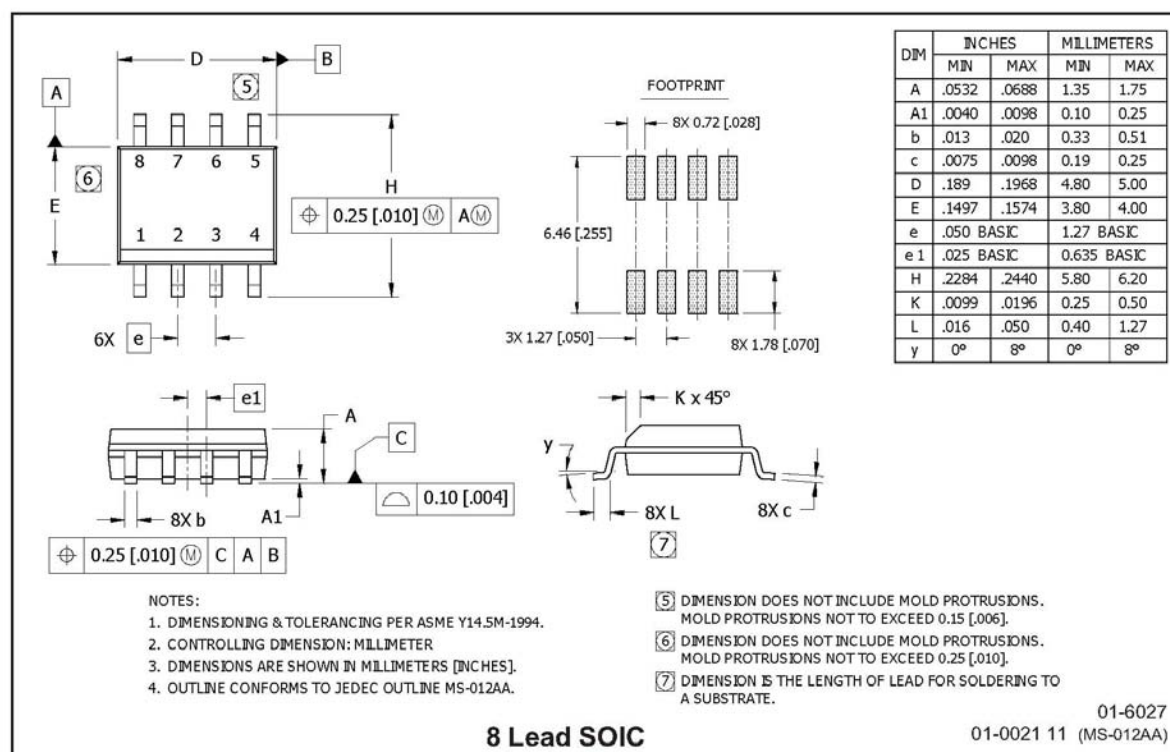 D
B
5
A
8 7 6 5
6
E
H
0.25 [.010] Ⓜ A Ⓜ
1 2 3 4
6X e
FOOTPRINT
8X 0.72 [.028]
6.46 [.255]
3X 1.27 [.050]
8X 1.78 [.070]
DIM INCHES MILLIMETERS
MIN MAX MIN MAX
A .0532 .0688 1.35 1.75
A1 .0040 .0098 0.10 0.25
b .013 .020 0.33 0.51
c .0075 .0098 0.19 0.25
D .189 .1968 4.80 5.00
E .1497 .1574 3.80 4.00
e .050 BASIC 1.27 BASIC
e 1 .025 BASIC 0.635 BASIC
H .2284 .2440 5.80 6.20
K .0099 .0196 0.25 0.50
L .016 .050 0.40 1.27
y 0° 8° 0° 8°
e1
A
C
0.10 [.004]
8X b
A1
0.25 [.010] Ⓜ C A B
K x 45°
y
8X L
8X c
7
NOTES:
1. DIMENSIONING & TOLERANCING PER ASME Y14.5M-1994.
2. CONTROLLING DIMENSION: MILLIMETER
3. DIMENSIONS ARE SHOWN IN MILLIMETERS [INCHES].
4. OUTLINE CONFORMS TO JEDEC OUTLINE MS-012AA.
5 DIMENSION DOES NOT INCLUDE MOLD PROTRUSIONS.
MOLD PROTRUSIONS NOT TO EXCEED 0.15 [.006].
6 DIMENSION DOES NOT INCLUDE MOLD PROTRUSIONS.
MOLD PROTRUSIONS NOT TO EXCEED 0.25 [.010].
7 DIMENSION IS THE LENGTH OF LEAD FOR SOLDERING TO
A SUBSTRATE.
8 Lead SOIC
01-6027
01-0021 11 (MS-012AA)